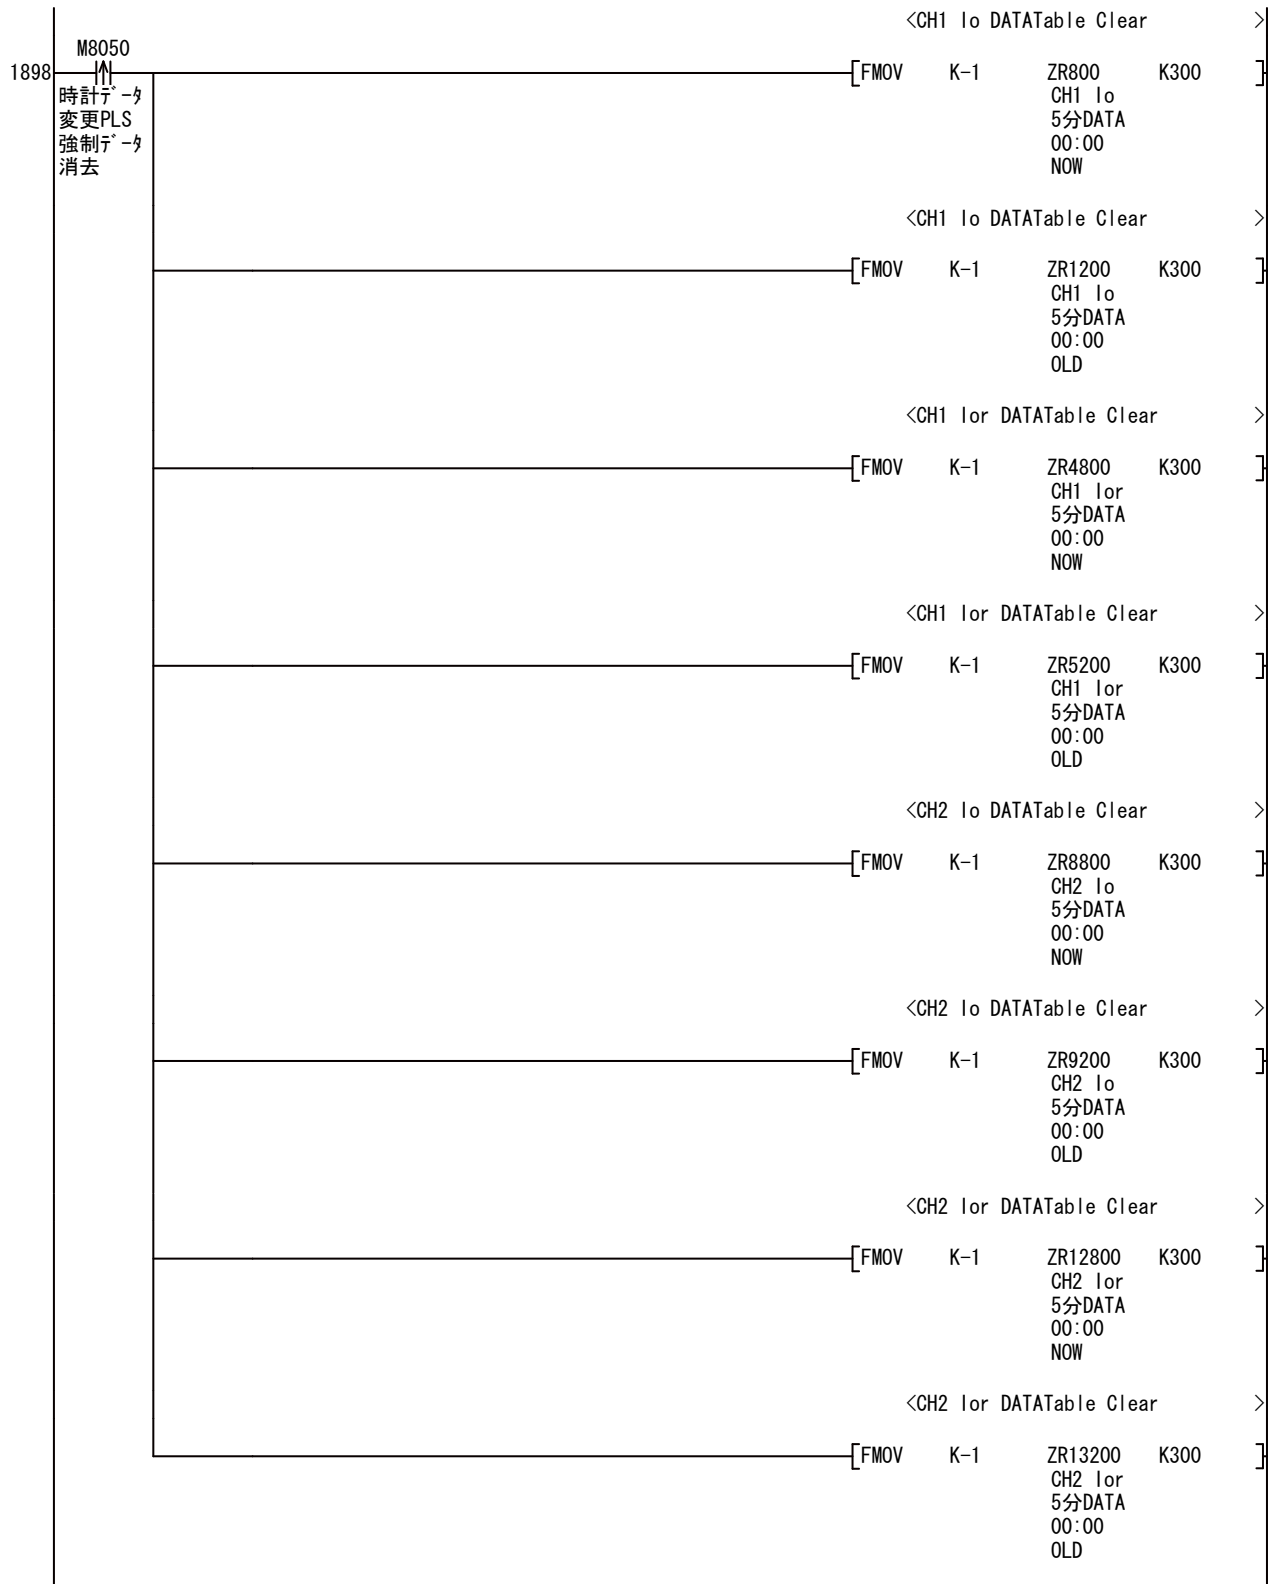 <CH1 Io DATATable Clear >
M8050
1898 [FMOV K-1 ZR800 K300 ]
時計ﾃﾞｰﾀ
変更PLS
強制ﾃﾞｰﾀ
消去
CH1 Io
5分DATA
00:00
NOW
<CH1 Io DATATable Clear >
[FMOV K-1 ZR1200 K300 ]
CH1 Io
5分DATA
00:00
OLD
<CH1 Ior DATATable Clear >
[FMOV K-1 ZR4800 K300 ]
CH1 Ior
5分DATA
00:00
NOW
<CH1 Ior DATATable Clear >
[FMOV K-1 ZR5200 K300 ]
CH1 Ior
5分DATA
00:00
OLD
<CH2 Io DATATable Clear >
[FMOV K-1 ZR8800 K300 ]
CH2 Io
5分DATA
00:00
NOW
<CH2 Io DATATable Clear >
[FMOV K-1 ZR9200 K300 ]
CH2 Io
5分DATA
00:00
OLD
<CH2 Ior DATATable Clear >
[FMOV K-1 ZR12800 K300 ]
CH2 Ior
5分DATA
00:00
NOW
<CH2 Ior DATATable Clear >
[FMOV K-1 ZR13200 K300 ]
CH2 Ior
5分DATA
00:00
OLD